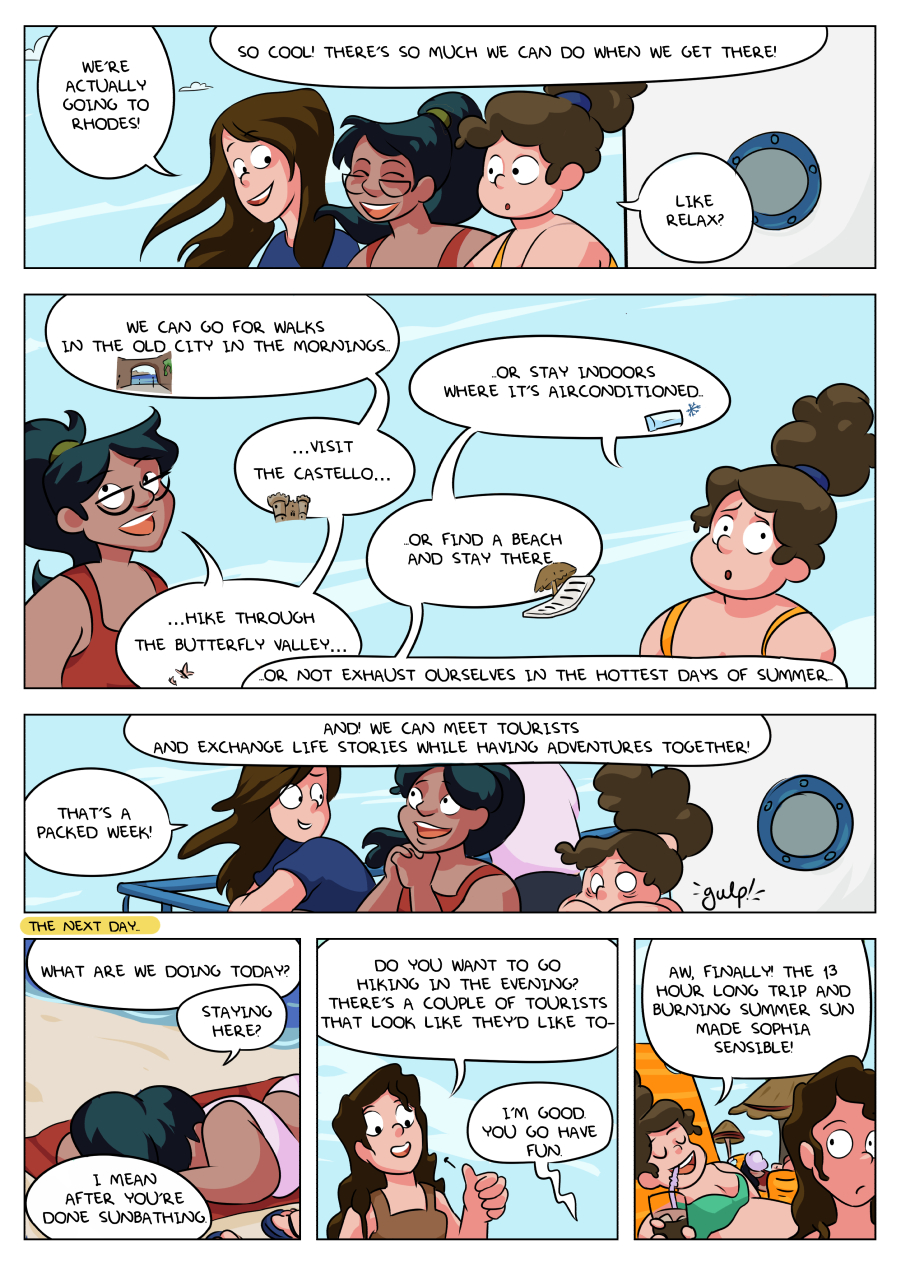 WE'RE
ACTUALLY
GOING TO
RHODES!
SO COOL! THERE'S SO MUCH WE CAN DO WHEN WE GET THERE!
LIKE
RELAX?
WE CAN GO FOR WALKS
IN THE OLD CITY IN THE MORNINGS..
..OR STAY INDOORS
WHERE IT'S AIRCONDITIONED..
...VISIT
THE CASTELLO...
..OR FIND A BEACH
AND STAY THERE..
...HIKE THROUGH
THE BUTTERFLY VALLEY...
..OR NOT EXHAUST OURSELVES IN THE HOTTEST DAYS OF SUMMER..
AND! WE CAN MEET TOURISTS
AND EXCHANGE LIFE STORIES WHILE HAVING ADVENTURES TOGETHER!
THAT'S A
PACKED WEEK!
gulp!
THE NEXT DAY..
WHAT ARE WE DOING TODAY?
STAYING
HERE?
I MEAN
AFTER YOU'RE
DONE SUNBATHING.
DO YOU WANT TO GO
HIKING IN THE EVENING?
THERE'S A COUPLE OF TOURISTS
THAT LOOK LIKE THEY'D LIKE TO-
I'M GOOD.
YOU GO HAVE
FUN.
AW, FINALLY! THE 13
HOUR LONG TRIP AND
BURNING SUMMER SUN
MADE SOPHIA
SENSIBLE!